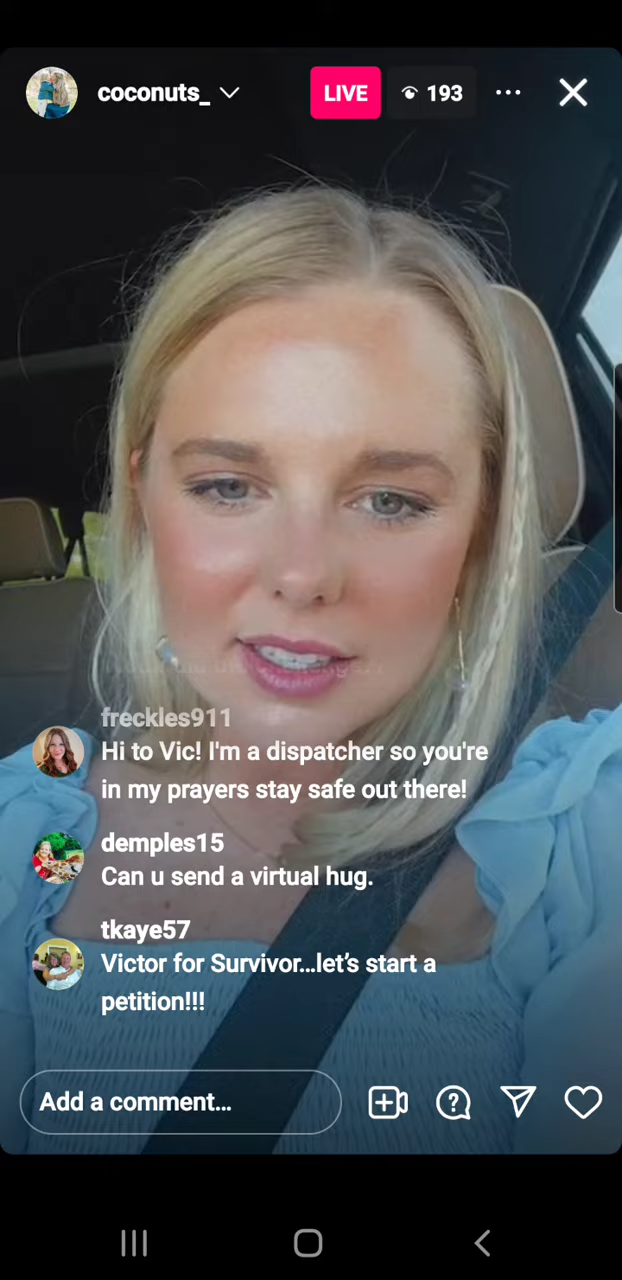 coconuts_
LIVE
193
freckles911
Hi to Vic! I'm a dispatcher so you're
in my prayers stay safe out there!
demples15
Can u send a virtual hug.
tkaye57
Victor for Survivor...let's start a
petition!!!
Add a comment...